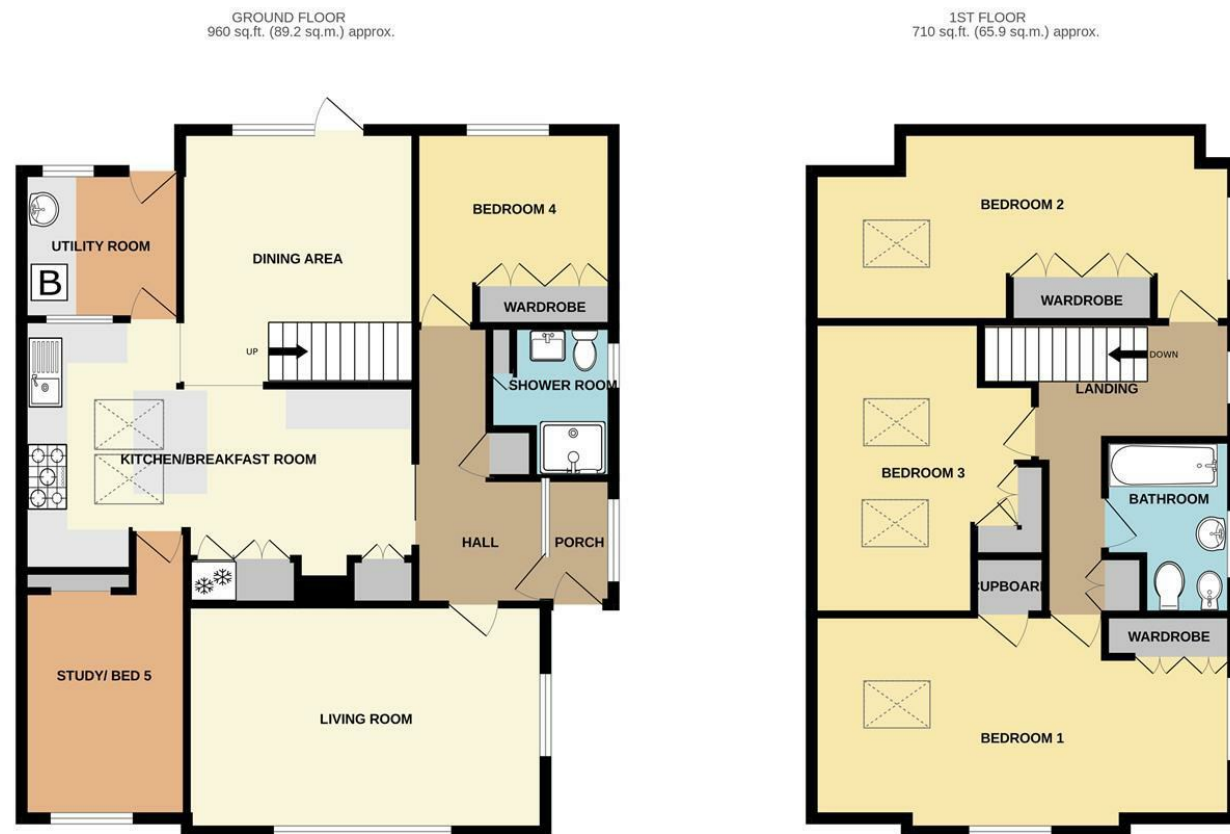 GROUND FLOOR
960 sq.ft. (89.2 sq.m.) approx.
1ST FLOOR
710 sq.ft. (65.9 sq.m.) approx.
BEDROOM 4
UTILITY ROOM
DINING AREA
B
WARDROBE
UP
SHOWER ROOM
KITCHEN/BREAKFAST ROOM
HALL
PORCH
STUDY/ BED 5
LIVING ROOM
BEDROOM 2
WARDROBE
DOWN
LANDING
BEDROOM 3
BATHROOM
CUPBOARD
WARDROBE
BEDROOM 1